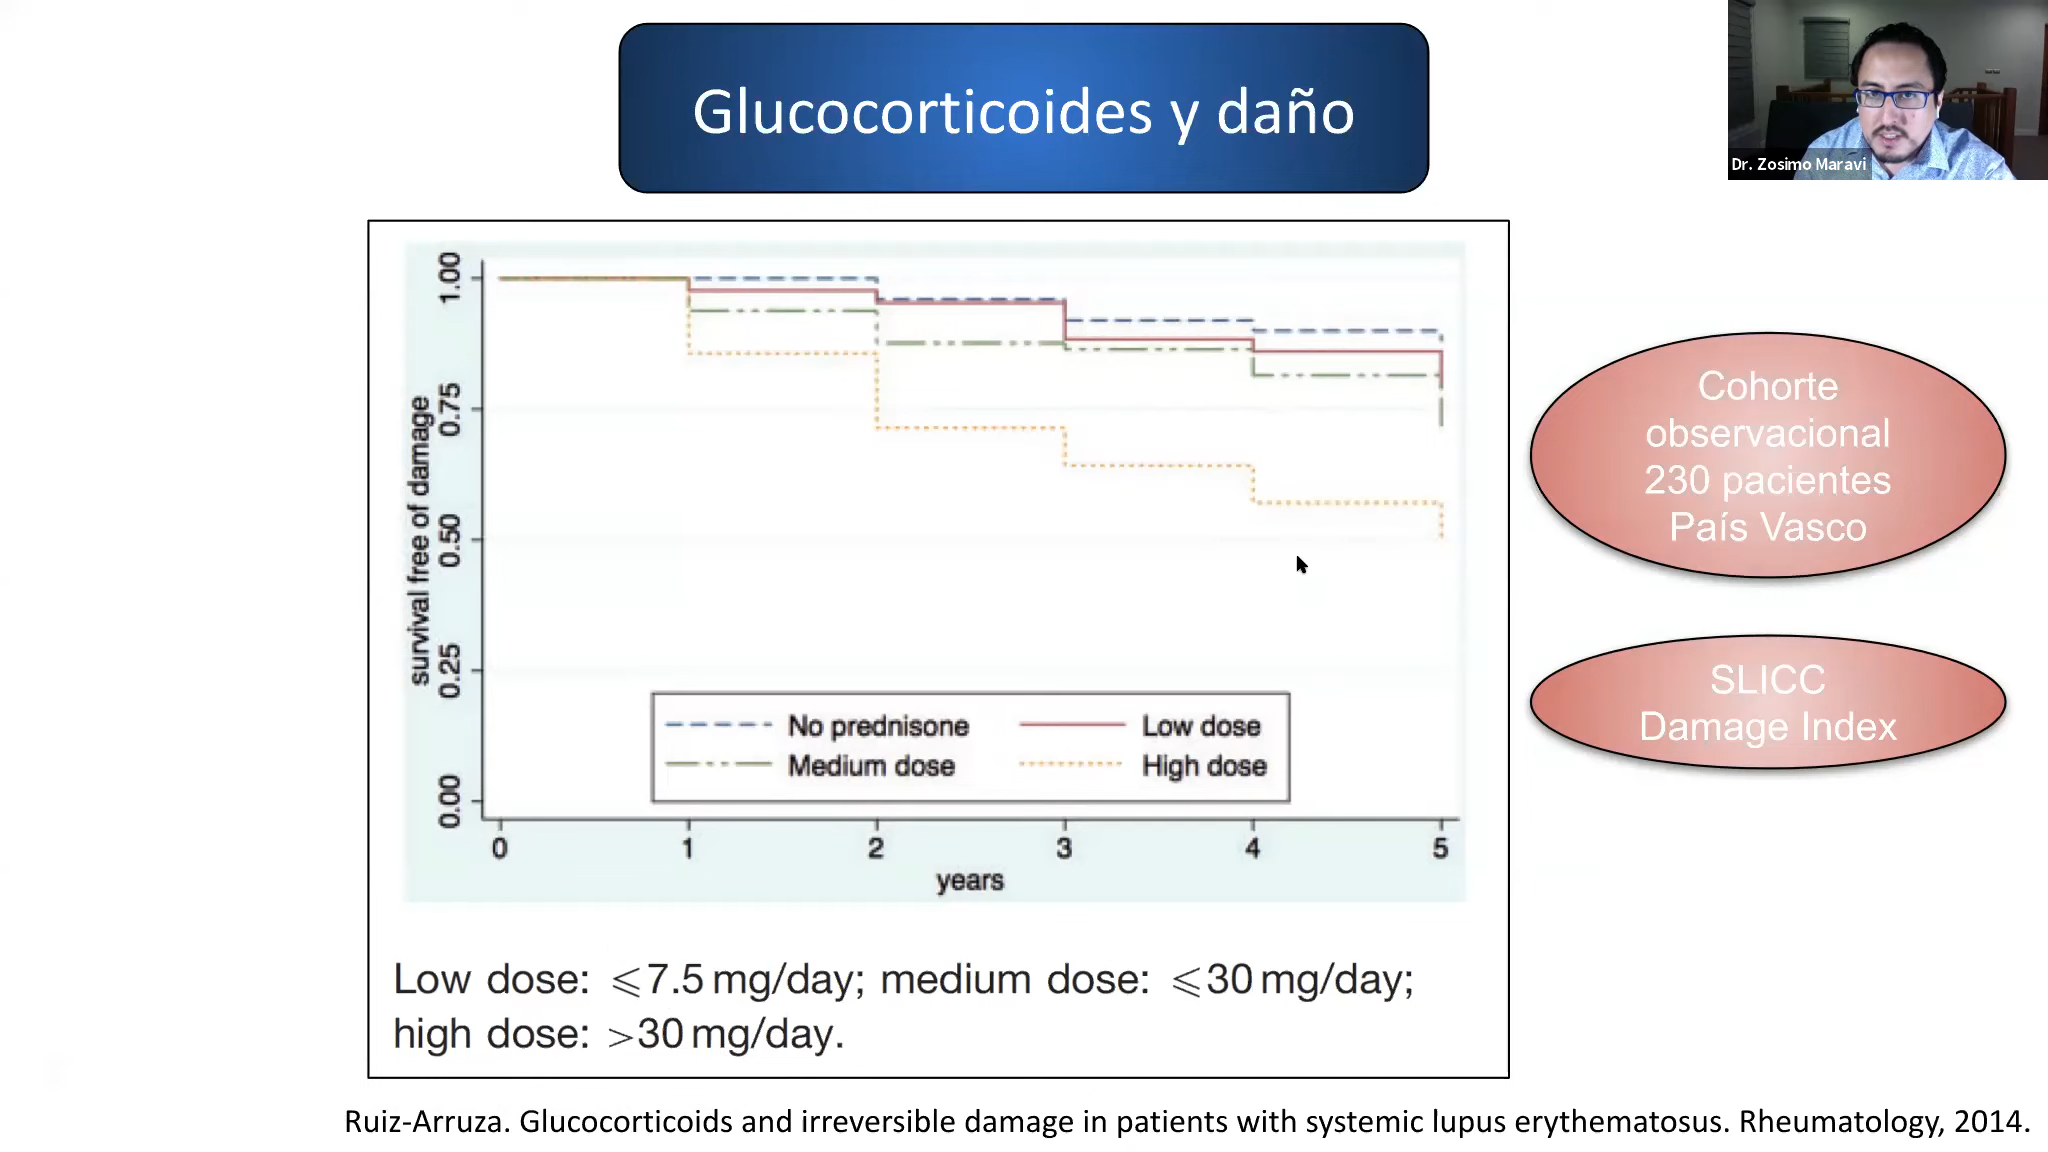 Glucocorticoides y daño
Dr. Zosimo Maravi
survival free of damage
1.00
0.75
0.50
0.25
0.00
No prednisone
Low dose
Medium dose
High dose
0 1 2 3 4 5
years
Low dose: ⩽7.5 mg/day; medium dose: ⩽30 mg/day;
high dose: >30 mg/day.
Cohorte
observacional
230 pacientes
País Vasco
SLICC
Damage Index
Ruiz-Arruza. Glucocorticoids and irreversible damage in patients with systemic lupus erythematosus. Rheumatology, 2014.